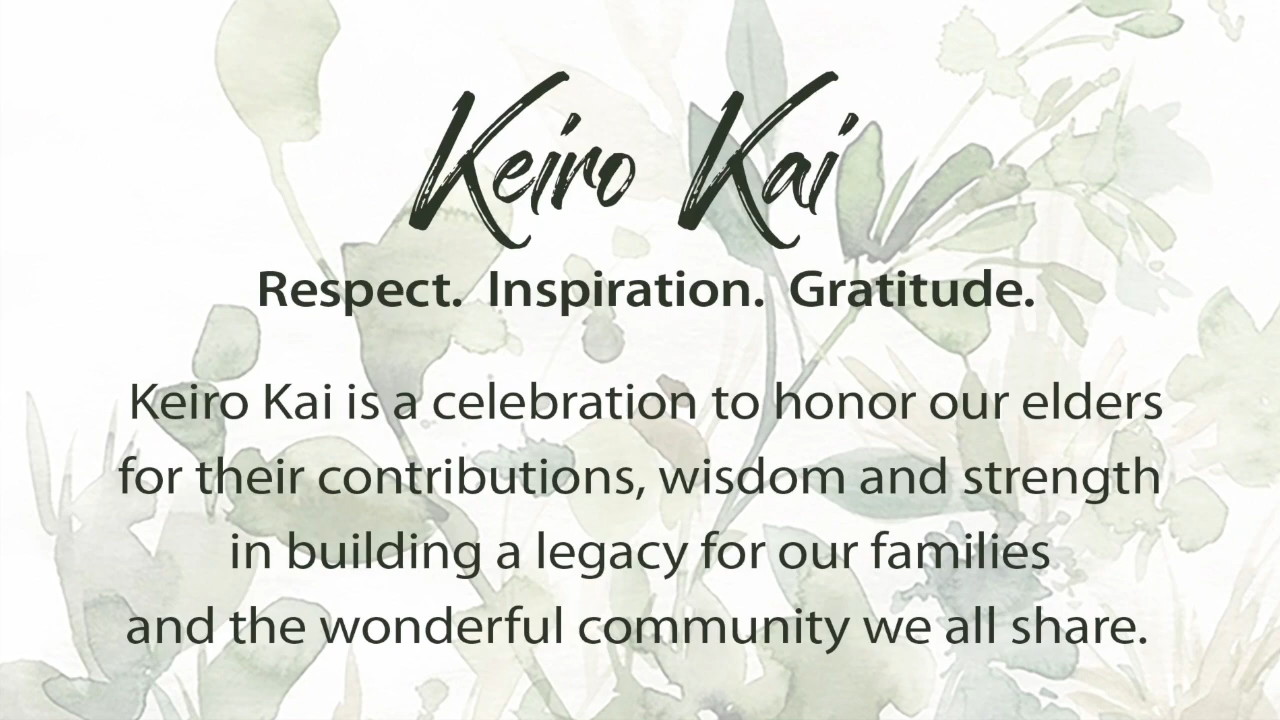 Keiro Kai
Respect. Inspiration. Gratitude.
Keiro Kai is a celebration to honor our elders
for their contributions, wisdom and strength
in building a legacy for our families
and the wonderful community we all share.